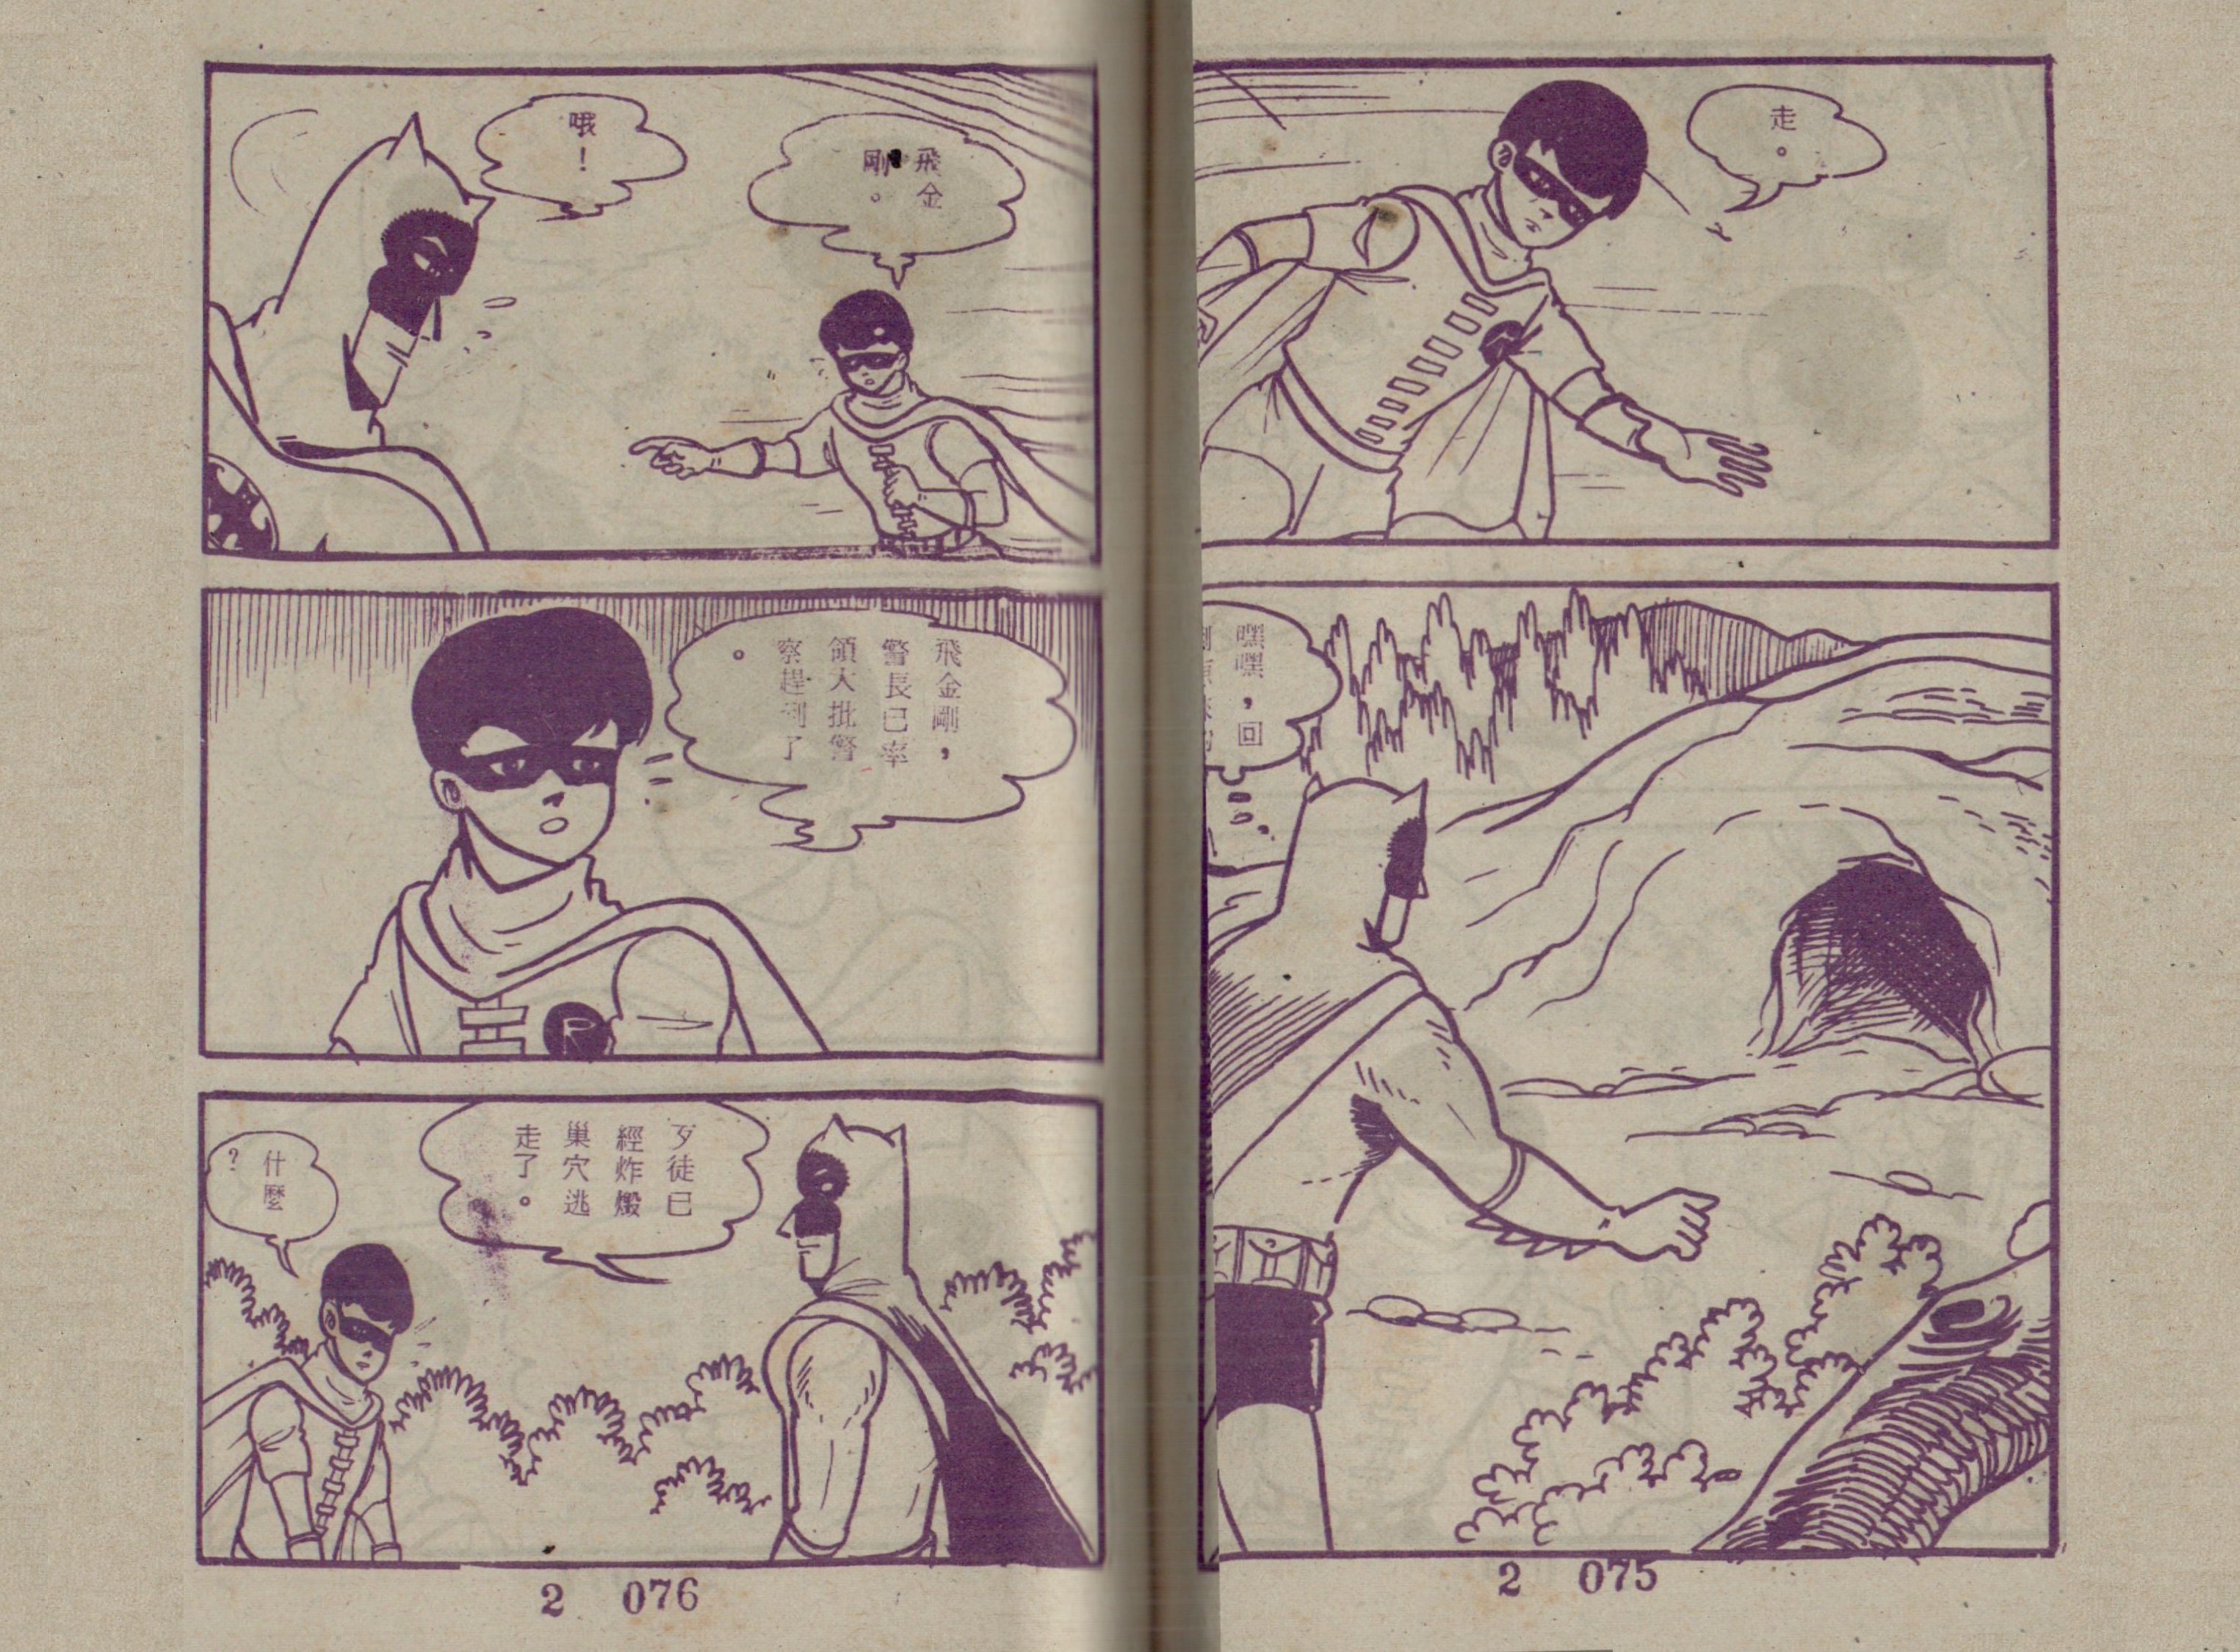 走。
嘿嘿，回
2 075
飛金
剛。
哦！
飛金剛，
警長已率
領大批警
察趕到了
。
R
歹徒已
經炸燬
巢穴逃
走了。
什麼
？
2 076